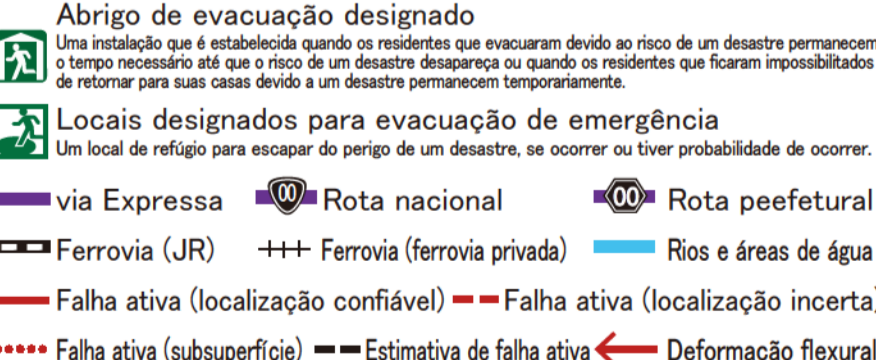 Abrigo de evacuação designado
Uma instalação que é estabelecida quando os residentes que evacuaram devido ao risco de um desastre permanecem
o tempo necessário até que o risco de um desastre desapareça ou quando os residentes que ficaram impossibilitados
de retornar para suas casas devido a um desastre permanecem temporariamente.
Locais designados para evacuação de emergência
Um local de refúgio para escapar do perigo de um desastre, se ocorrer ou tiver probabilidade de ocorrer.
via Expressa 00 Rota nacional 00 Rota peefetural
Ferrovia (JR) Ferrovia (ferrovia privada) Rios e áreas de água
Falha ativa (localização confiável) Falha ativa (localização incerta)
Falha ativa (subsuperfície) Estimativa de falha ativa Deformação flexural